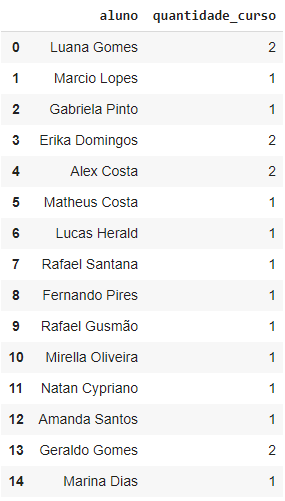 aluno quantidade_curso
0 Luana Gomes 2
1 Marcio Lopes 1
2 Gabriela Pinto 1
3 Erika Domingos 2
4 Alex Costa 2
5 Matheus Costa 1
6 Lucas Herald 1
7 Rafael Santana 1
8 Fernando Pires 1
9 Rafael Gusmão 1
10 Mirella Oliveira 1
11 Natan Cypriano 1
12 Amanda Santos 1
13 Geraldo Gomes 2
14 Marina Dias 1